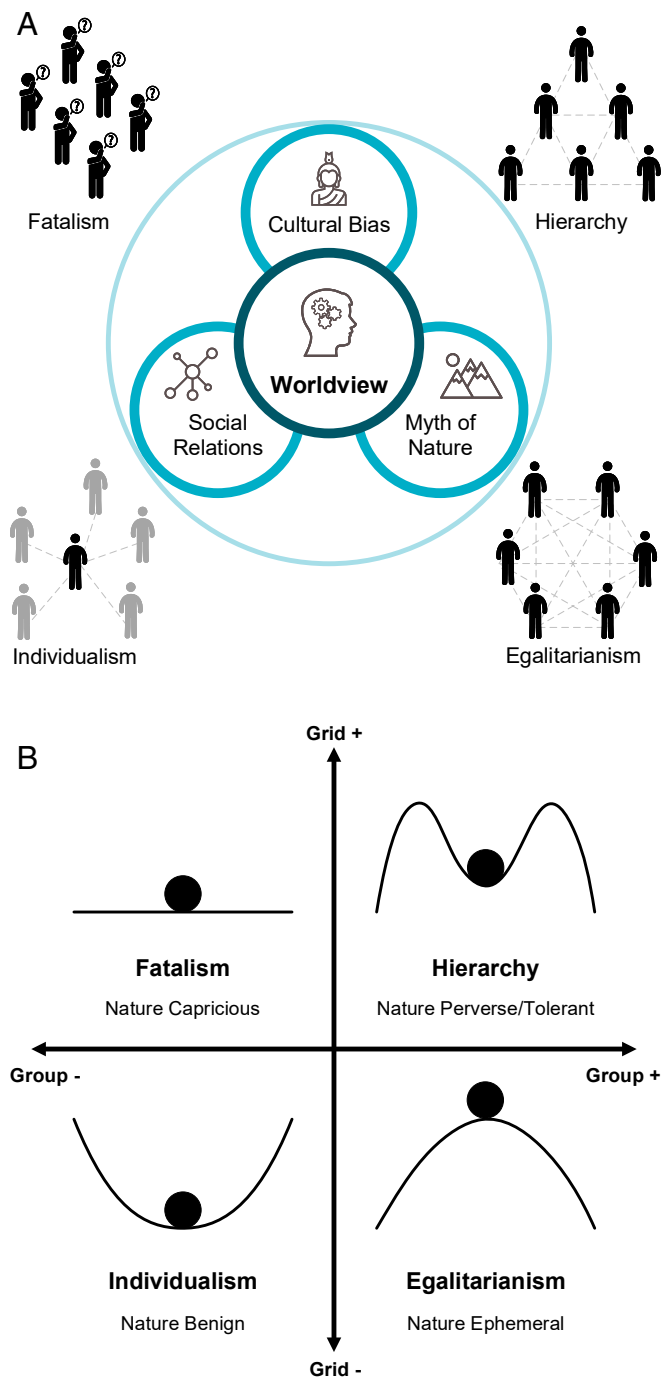 A
? ? ? ? ? ?
Fatalism
Hierarchy
Cultural Bias
Worldview
Social
Relations
Myth of
Nature
Individualism
Egalitarianism
B
Grid +
Fatalism
Nature Capricious
Hierarchy
Nature Perverse/Tolerant
Group -
Group +
Individualism
Nature Benign
Egalitarianism
Nature Ephemeral
Grid -